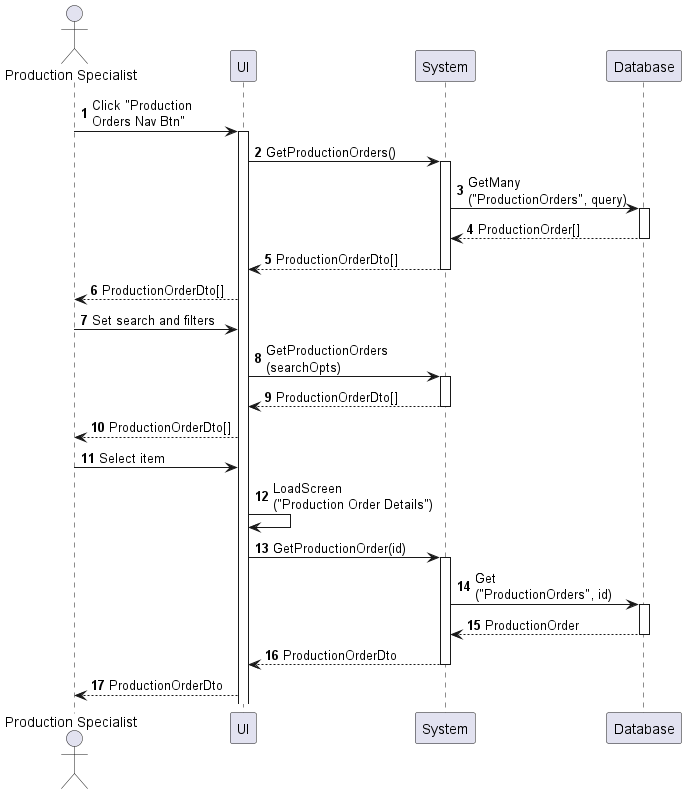 Production Specialist
UI
System
Database
1 Click "Production
Orders Nav Btn"
2 GetProductionOrders()
3 GetMany
("ProductionOrders", query)
4 ProductionOrder[]
5 ProductionOrderDto[]
6 ProductionOrderDto[]
7 Set search and filters
8 GetProductionOrders
(searchOpts)
9 ProductionOrderDto[]
10 ProductionOrderDto[]
11 Select item
12 LoadScreen
("Production Order Details")
13 GetProductionOrder(id)
14 Get
("ProductionOrders", id)
15 ProductionOrder
16 ProductionOrderDto
17 ProductionOrderDto
Production Specialist
UI
System
Database